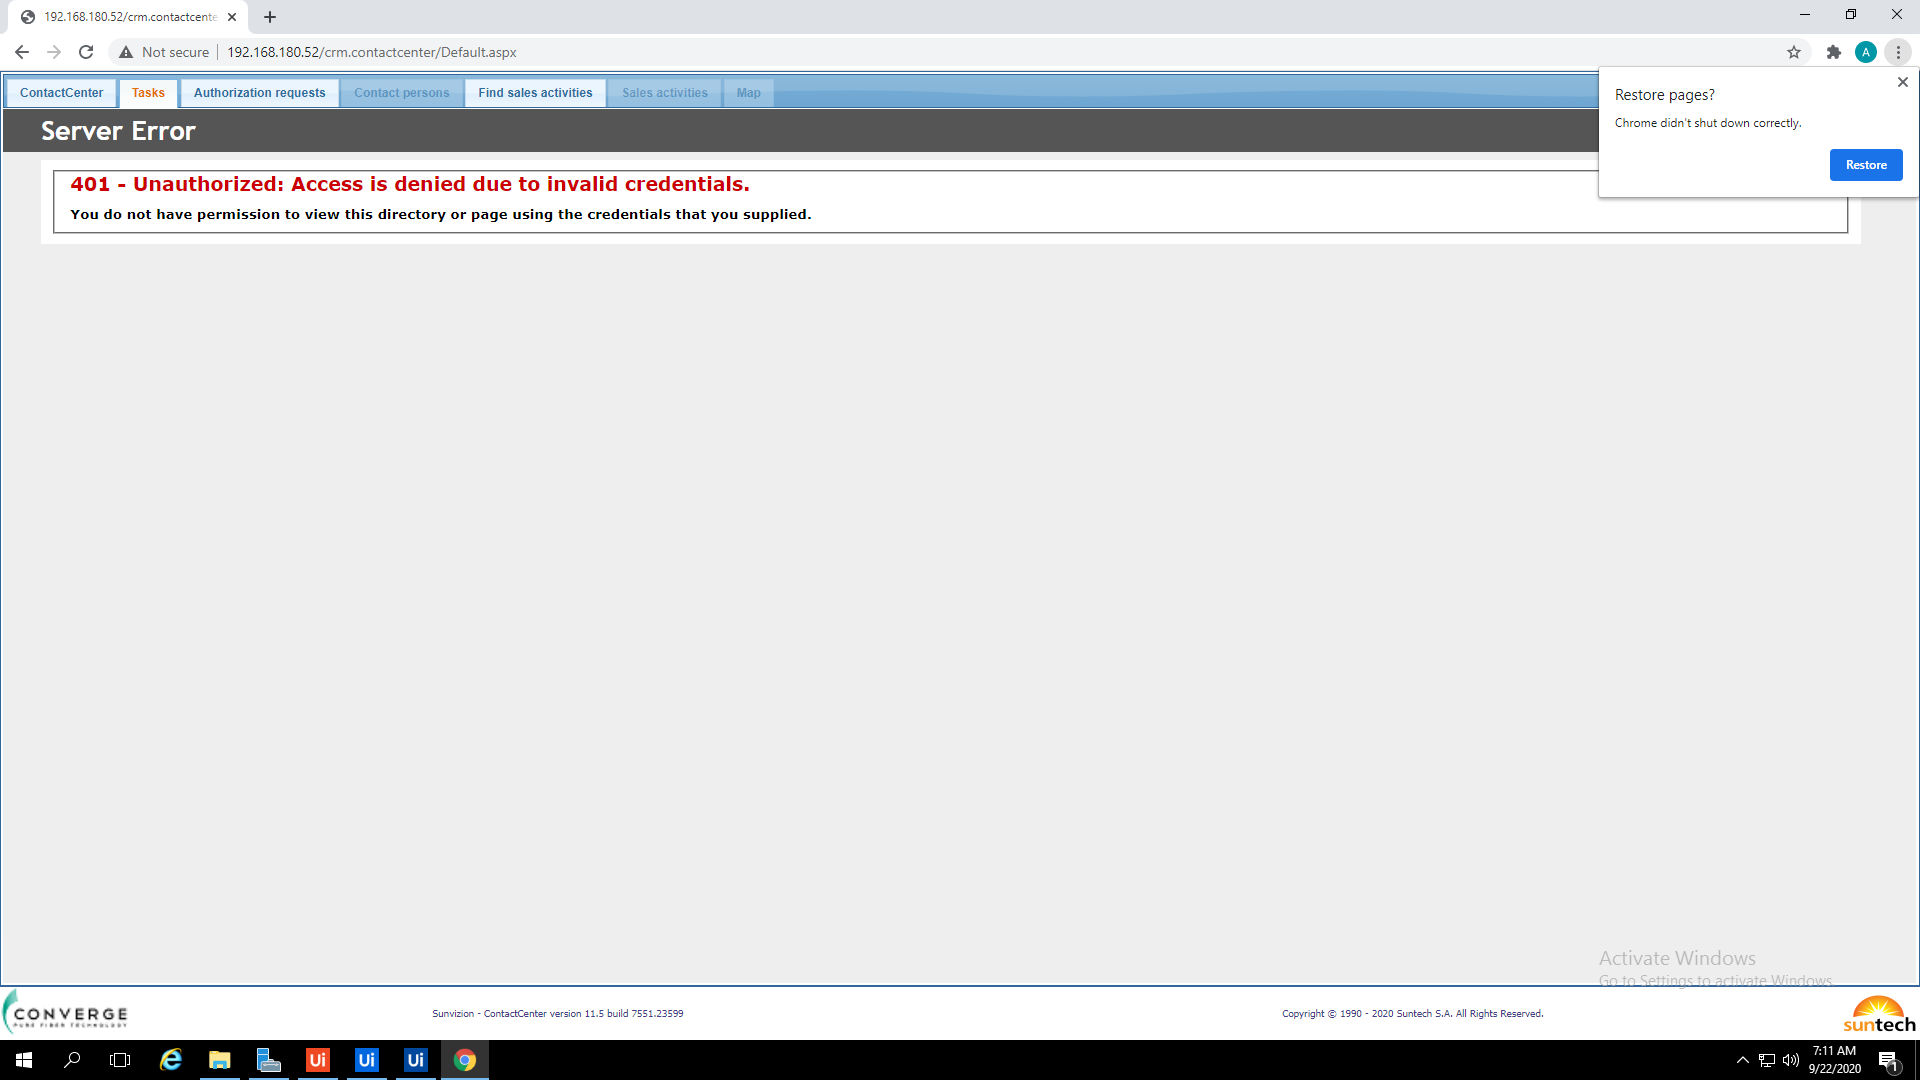 192.168.180.52/crm.contactcente
Not secure
192.168.180.52/crm.contactcenter/Default.aspx
A
ContactCenter
Tasks
Authorization requests
Contact persons
Find sales activities
Sales activities
Map
Restore pages?
Chrome didn't shut down correctly.
Restore
Server Error
401 - Unauthorized: Access is denied due to invalid credentials.
You do not have permission to view this directory or page using the credentials that you supplied.
Activate Windows
Go to Settings to activate Windows.
CONVERGE
PURE FIBER TECHNOLOGY
Sunvizion - ContactCenter version 11.5 build 7551.23599
Copyright © 1990 - 2020 Suntech S.A. All Rights Reserved.
suntech
Ui
Ui
Ui
7:11 AM
9/22/2020
1